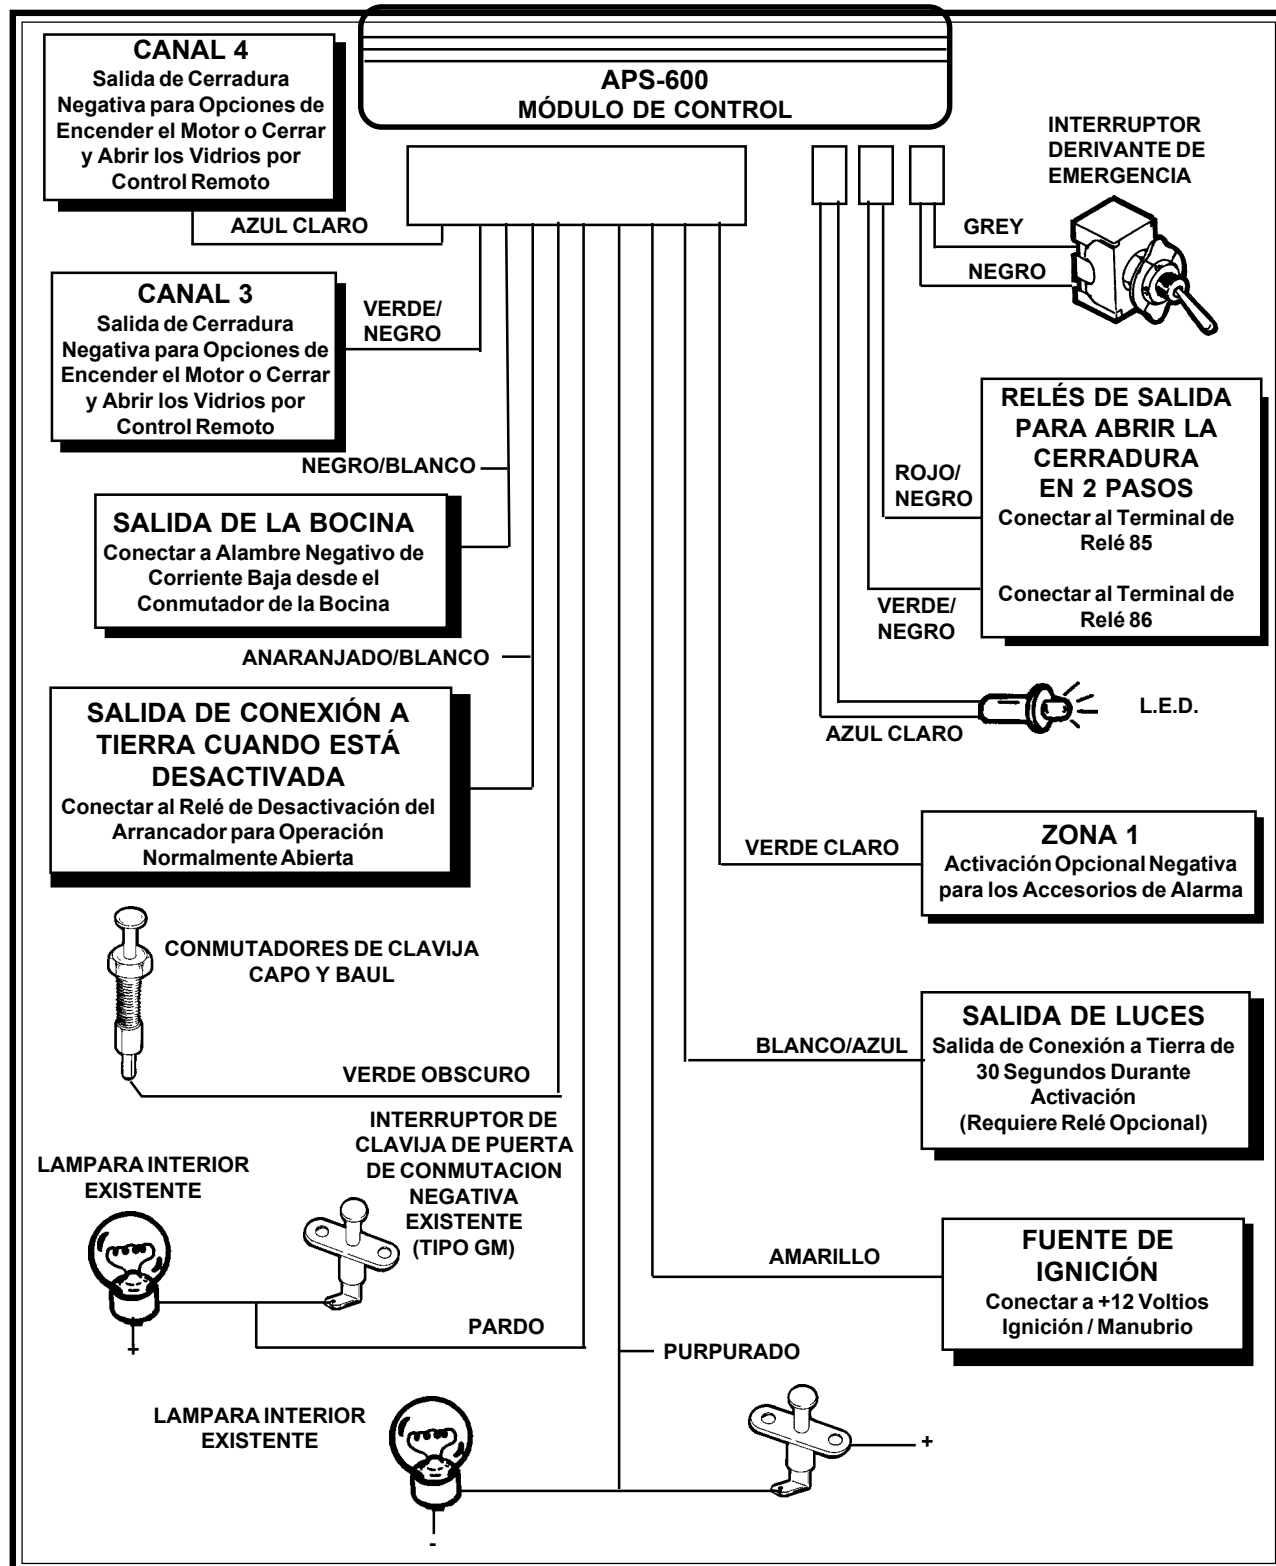 APS-600
MÓDULO DE CONTROL
CANAL 4
Salida de Cerradura
Negativa para Opciones de
Encender el Motor o Cerrar
y Abrir los Vidrios por
Control Remoto
AZUL CLARO
CANAL 3
Salida de Cerradura
Negativa para Opciones de
Encender el Motor o Cerrar
y Abrir los Vidrios por
Control Remoto
VERDE/
NEGRO
NEGRO/BLANCO
SALIDA DE LA BOCINA
Conectar a Alambre Negativo de
Corriente Baja desde el
Conmutador de la Bocina
ANARANJADO/BLANCO
SALIDA DE CONEXIÓN A
TIERRA CUANDO ESTÁ
DESACTIVADA
Conectar al Relé de Desactivación del
Arrancador para Operación
Normalmente Abierta
CONMUTADORES DE CLAVIJA
CAPO Y BAUL
VERDE OBSCURO
INTERRUPTOR DE
CLAVIJA DE PUERTA
DE CONMUTACION
NEGATIVA
EXISTENTE
(TIPO GM)
LAMPARA INTERIOR
EXISTENTE
+
PARDO
LAMPARA INTERIOR
EXISTENTE
-
PURPURADO
+
INTERRUPTOR
DERIVANTE DE
EMERGENCIA
GREY
NEGRO
RELÉS DE SALIDA
PARA ABRIR LA
CERRADURA
EN 2 PASOS
Conectar al Terminal de
Relé 85
Conectar al Terminal de
Relé 86
ROJO/
NEGRO
VERDE/
NEGRO
L.E.D.
AZUL CLARO
VERDE CLARO
ZONA 1
Activación Opcional Negativa
para los Accesorios de Alarma
BLANCO/AZUL
SALIDA DE LUCES
Salida de Conexión a Tierra de
30 Segundos Durante
Activación
(Requiere Relé Opcional)
AMARILLO
FUENTE DE
IGNICIÓN
Conectar a +12 Voltios
Ignición / Manubrio